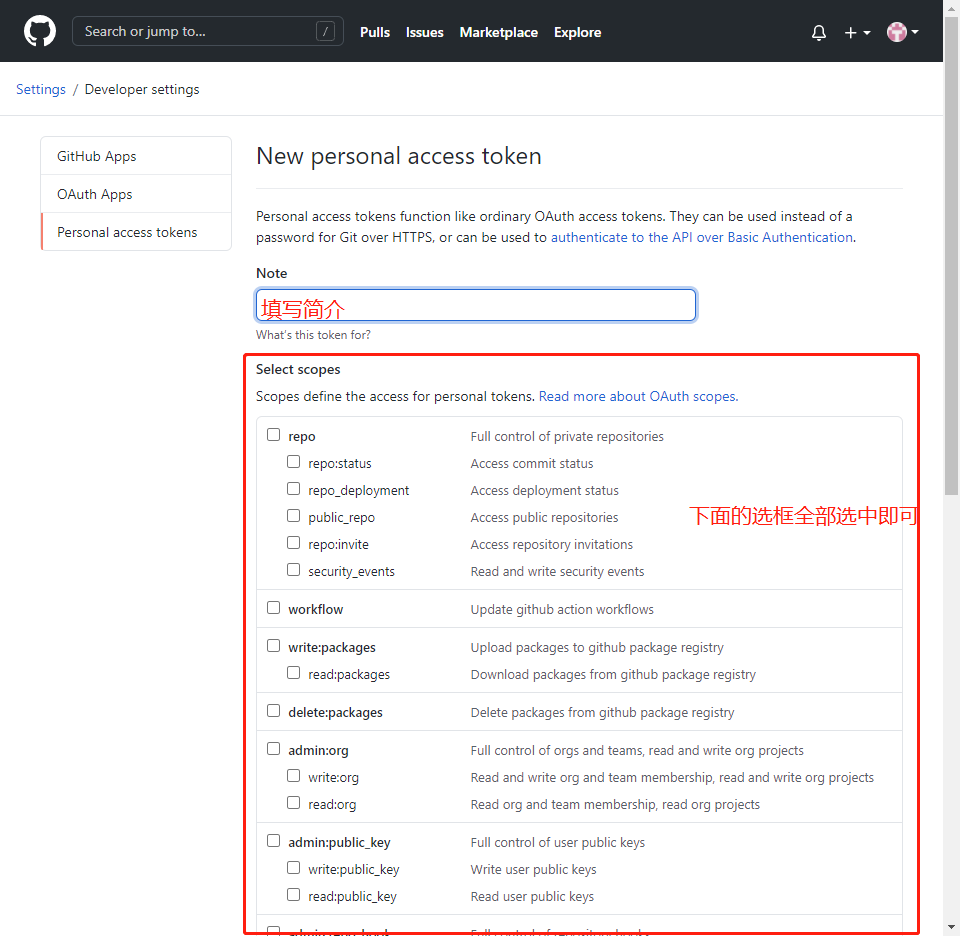 Search or jump to... /
Pulls Issues Marketplace Explore
Settings / Developer settings
GitHub Apps
OAuth Apps
Personal access tokens
New personal access token
Personal access tokens function like ordinary OAuth access tokens. They can be used instead of a
password for Git over HTTPS, or can be used to authenticate to the API over Basic Authentication.
Note
填写简介
What's this token for?
Select scopes
Scopes define the access for personal tokens. Read more about OAuth scopes.
repo Full control of private repositories
repo:status Access commit status
repo_deployment Access deployment status
public_repo Access public repositories
下面的选框全部选中即可
repo:invite Access repository invitations
security_events Read and write security events
workflow Update github action workflows
write:packages Upload packages to github package registry
read:packages Download packages from github package registry
delete:packages Delete packages from github package registry
admin:org Full control of orgs and teams, read and write org projects
write:org Read and write org and team membership, read and write org projects
read:org Read org and team membership, read org projects
admin:public_key Full control of user public keys
write:public_key Write user public keys
read:public_key Read user public keys